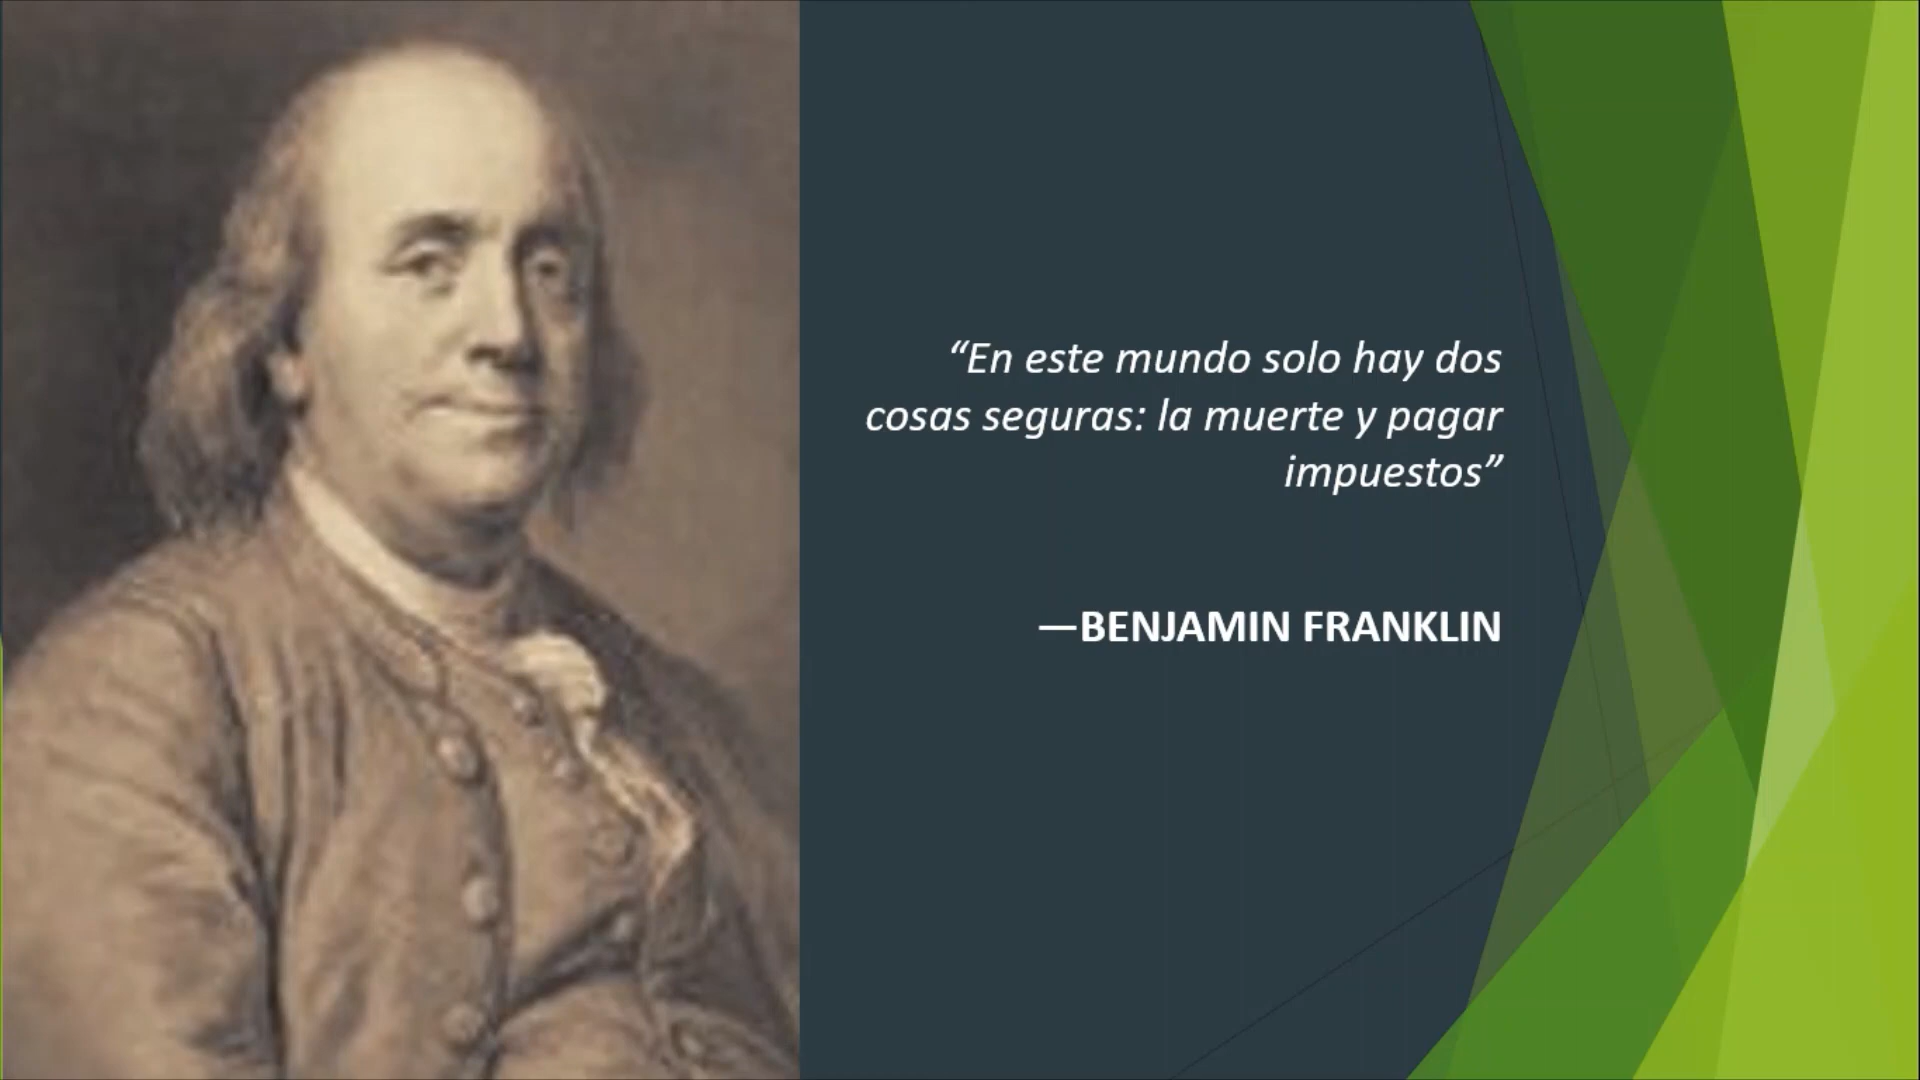 “En este mundo solo hay dos
cosas seguras: la muerte y pagar
impuestos”
—BENJAMIN FRANKLIN